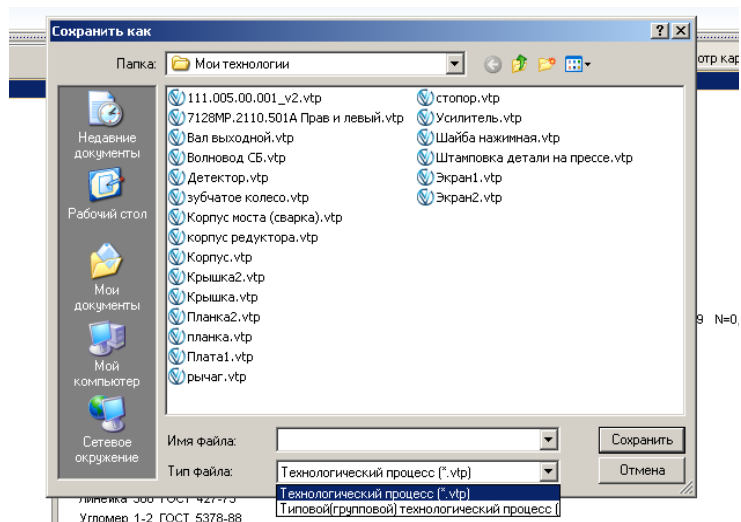 Сохранить как
Папка:
Мои технологии
отр кар
Недавние документы
Рабочий стол
Мои документы
Мой компьютер
Сетевое окружение
111.005.00.001_v2.vtp
7128МР.2110.501А Прав и левый.vtp
Вал выходной.vtp
Волновод СБ.vtp
Детектор.vtp
зубчатое колесо.vtp
Корпус моста (сварка).vtp
корпус редуктора.vtp
Корпус.vtp
Крышка2.vtp
Крышка.vtp
Планка2.vtp
планка.vtp
Плата1.vtp
рычаг.vtp
стопор.vtp
Усилитель.vtp
Шайба нажимная.vtp
Штамповка детали на прессе.vtp
Экран1.vtp
Экран2.vtp
9 N=0,
Имя файла:
Сохранить
Тип файла:
Технологический процесс (*.vtp)
Отмена
Технологический процесс (*.vtp)
Типовой(групповой) технологический процесс (
Линейка 300 ГОСТ 427-75
Угломер 1-2 ГОСТ 5378-88